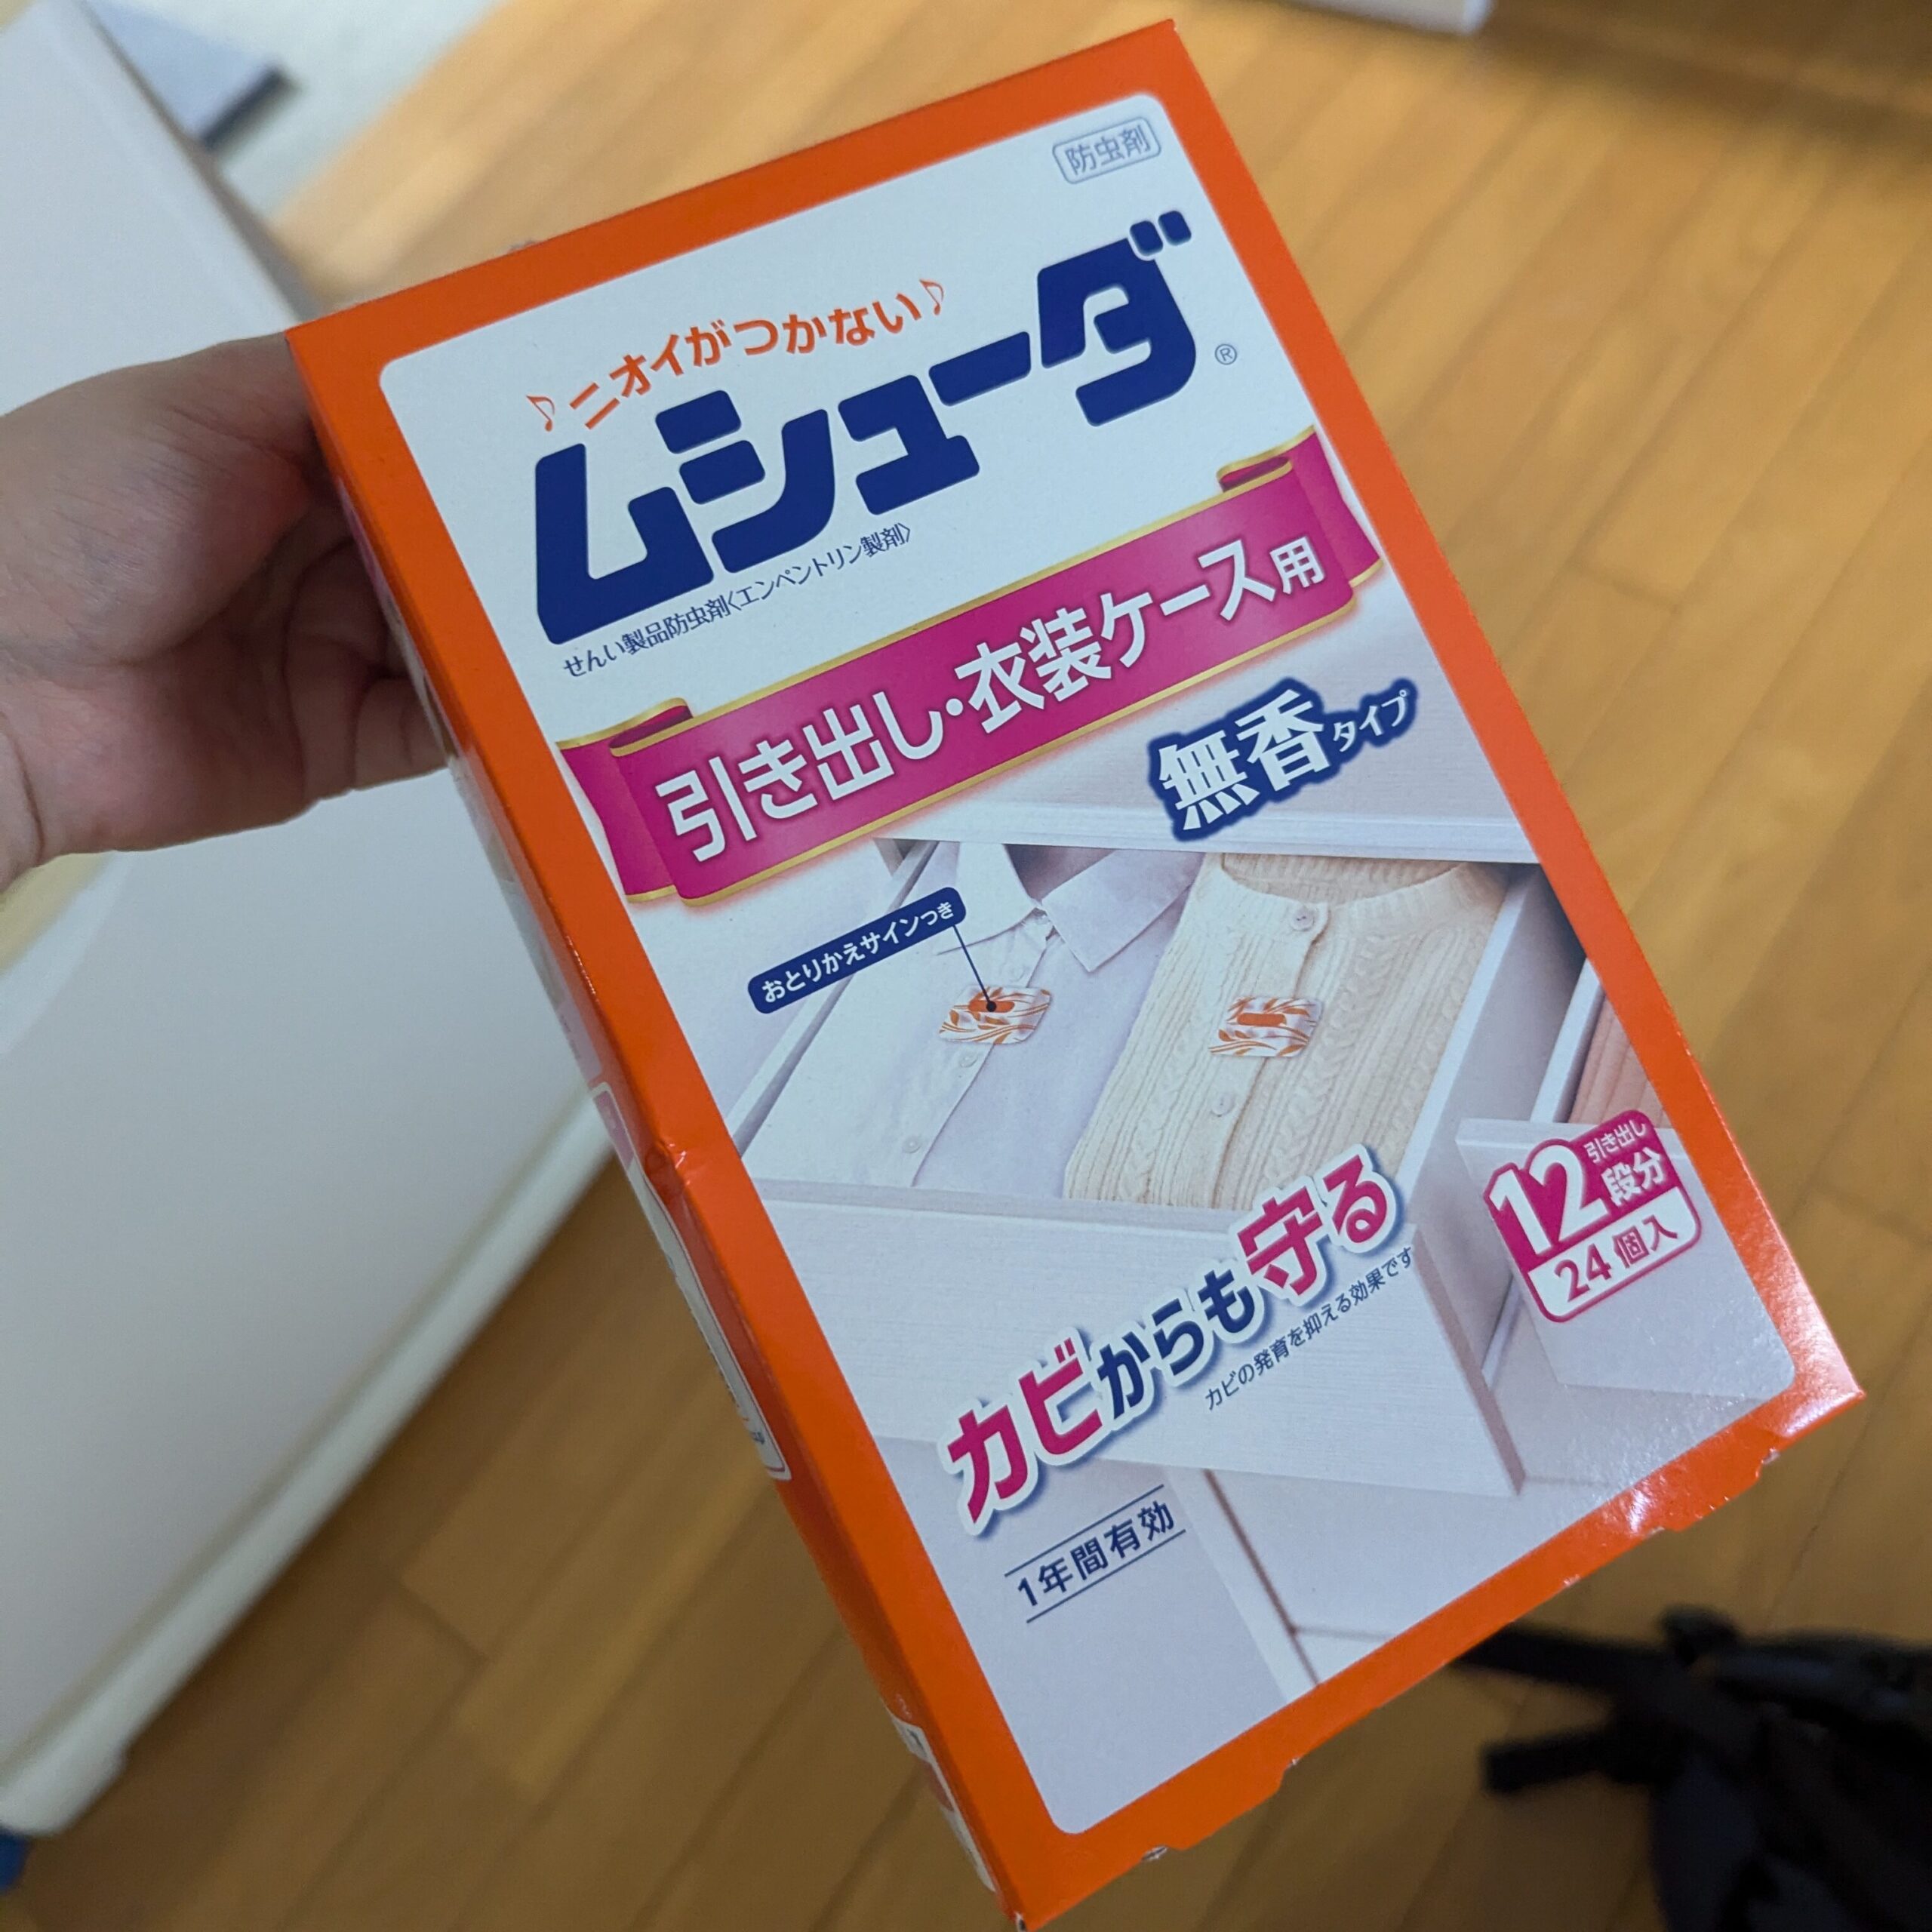 防虫剤
♪ニオイがつかない♪
ムシューダ®
せんい製品防虫剤〈エンペントリン製剤〉
引き出し・衣装ケース用
無香タイプ
おとりかえサインつき
引き出し
12段分
24個入
カビからも守る
カビの発育を抑える効果です
1年間有効